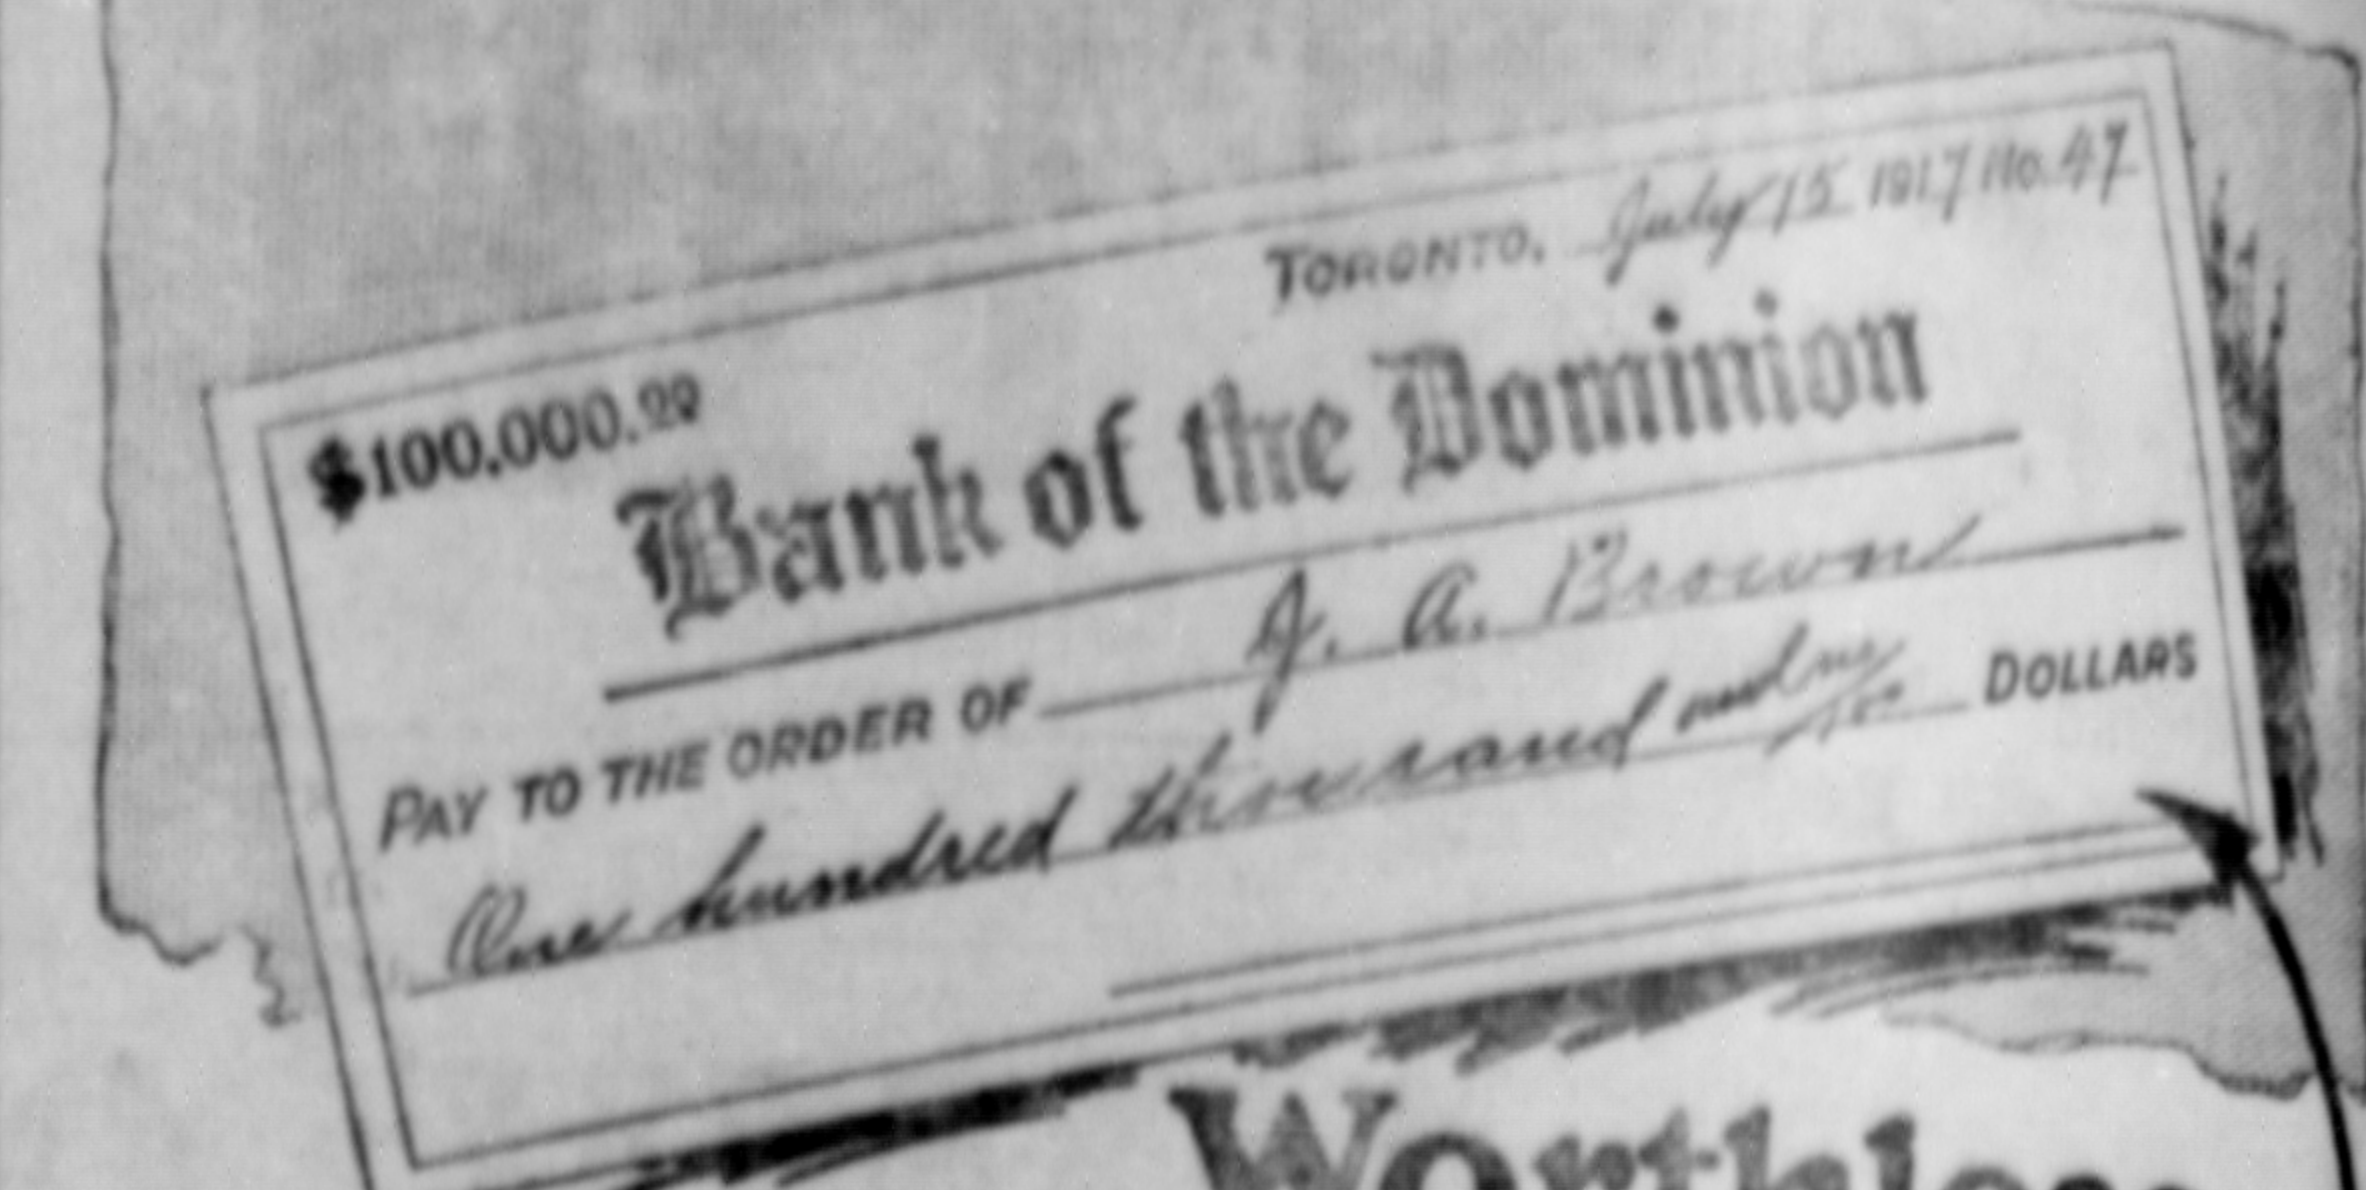 TORONTO, July 15 1917 No. 47
$100,000.00
Bank of the Dominion
PAY TO THE ORDER OF J. A. Brown
One hundred thousand and no/100 DOLLARS
Worthless